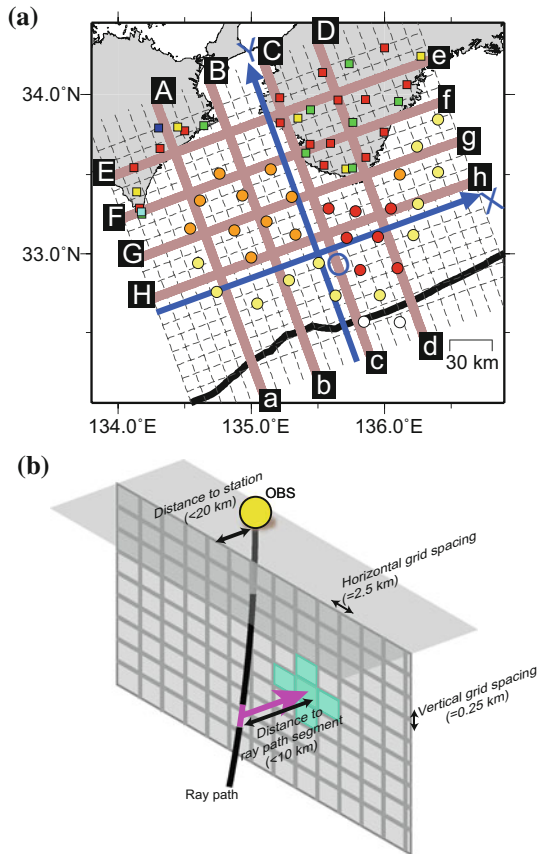 (a)
34.0°N
33.0°N
134.0°E
135.0°E
136.0°E
A
B
C
D
E
F
G
H
a
b
c
d
e
f
g
h
Y
X
O
30 km
(b)
OBS
Distance to station
(<20 km)
Horizontal grid spacing
(=2.5 km)
Vertical grid spacing
(=0.25 km)
Distance to
ray path segment
(<10 km)
Ray path